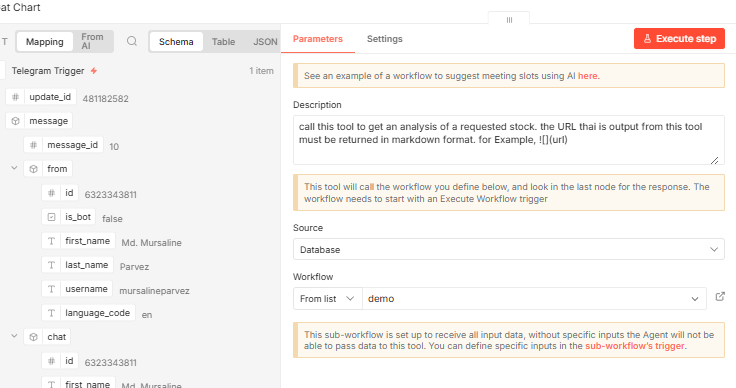 at Chart
T Mapping From AI Schema Table JSON
Telegram Trigger 1 item
# update_id 481182582
message
# message_id 10
from
# id 6323343811
is_bot false
T first_name Md. Mursaline
T last_name Parvez
T username mursalineparvez
T language_code en
chat
# id 6323343811
T first_name Md. Mursaline
Parameters Settings Execute step
See an example of a workflow to suggest meeting slots using AI here.
Description
call this tool to get an analysis of a requested stock. the URL thai is output from this tool
must be returned in markdown format. for Example, ![](url)
This tool will call the workflow you define below, and look in the last node for the response. The
workflow needs to start with an Execute Workflow trigger
Source
Database
Workflow
From list demo
This sub-workflow is set up to receive all input data, without specific inputs the Agent will not be
able to pass data to this tool. You can define specific inputs in the sub-workflow's trigger.